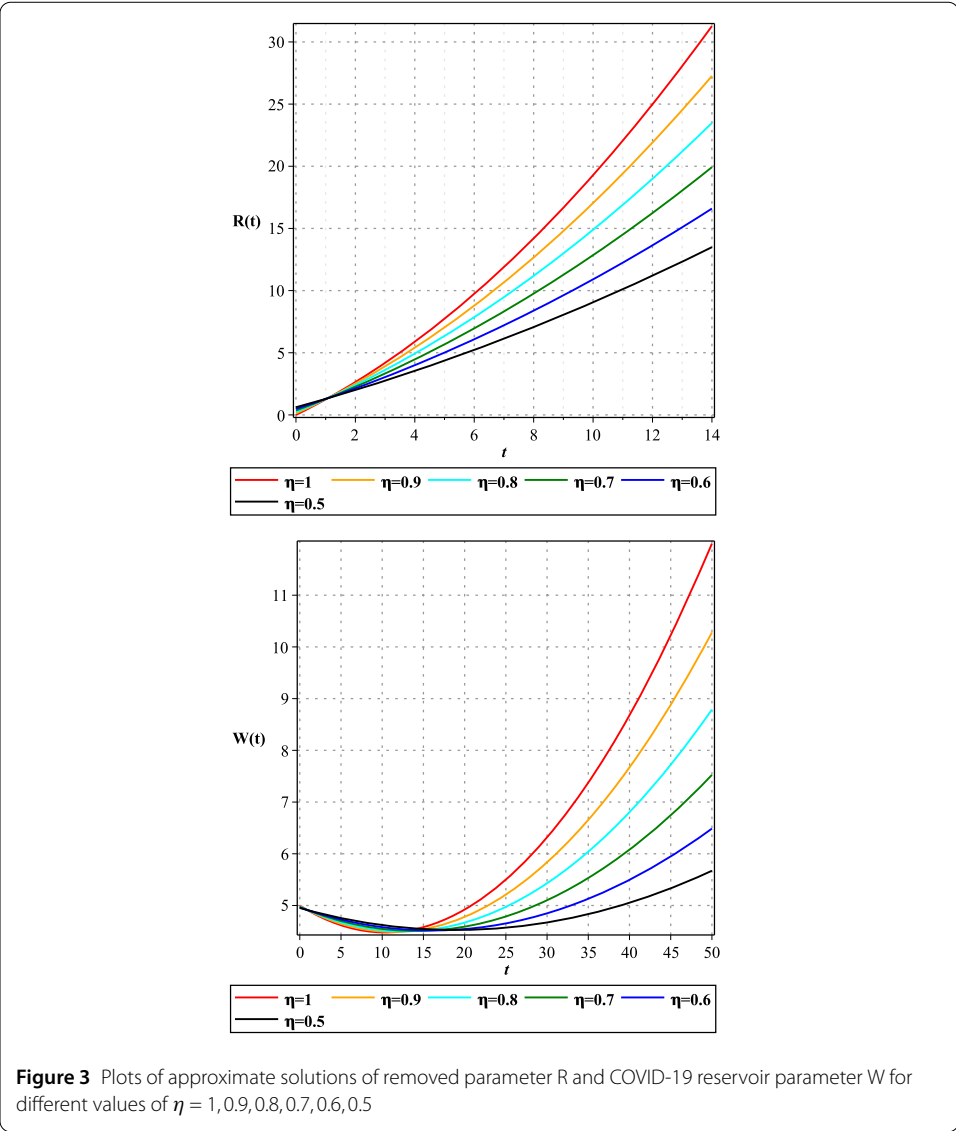 30
25
20
15
10
5
0
R(t)
0 2 4 6 8 10 12 14
t
η=1 η=0.9 η=0.8 η=0.7 η=0.6
η=0.5
11
10
9
8
7
6
5
W(t)
0 5 10 15 20 25 30 35 40 45 50
t
η=1 η=0.9 η=0.8 η=0.7 η=0.6
η=0.5
Figure 3 Plots of approximate solutions of removed parameter R and COVID-19 reservoir parameter W for
different values of η = 1, 0.9, 0.8, 0.7, 0.6, 0.5